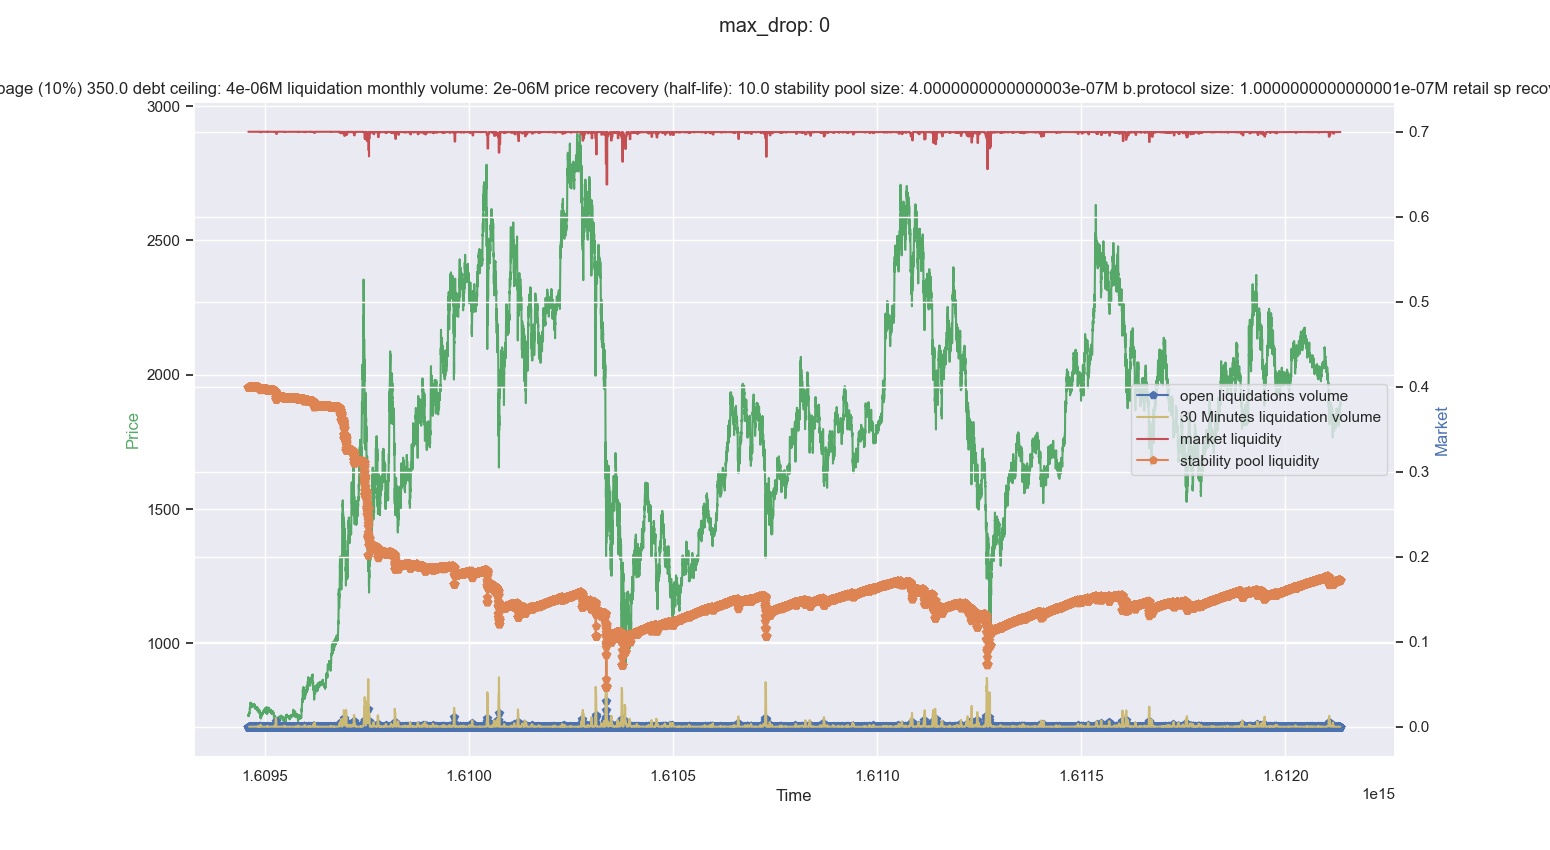 max_drop: 0
page (10%) 350.0 debt ceiling: 4e-06M liquidation monthly volume: 2e-06M price recovery (half-life): 10.0 stability pool size: 4.0000000000000003e-07M b.protocol size: 1.0000000000000001e-07M retail sp
3000
2500
2000
1500
1000
Price
0.7
0.6
0.5
0.4
0.3
0.2
0.1
0.0
Market
open liquidations volume
30 Minutes liquidation volume
market liquidity
stability pool liquidity
1.6095 1.6100 1.6105 1.6110 1.6115 1.6120
Time
1e15